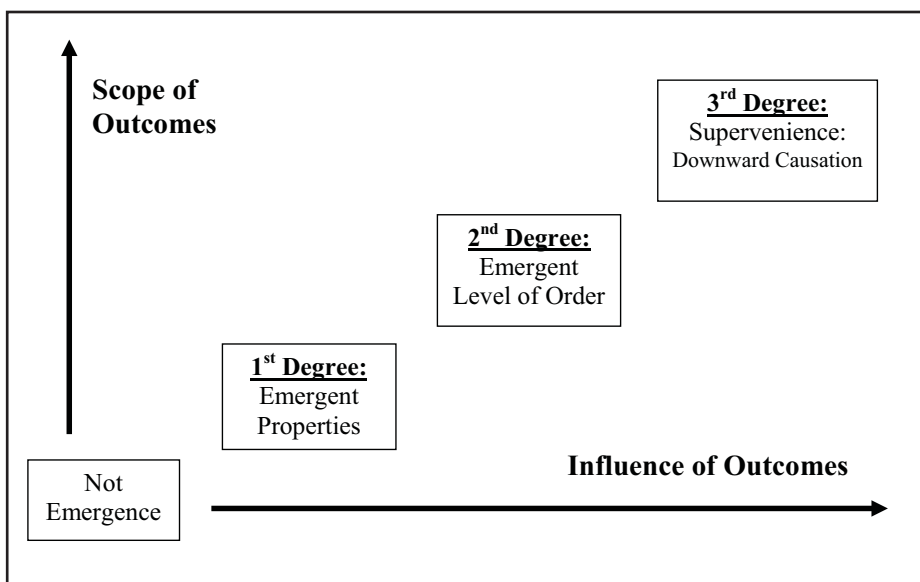 Scope of
Outcomes
3rd Degree:
Supervenience:
Downward Causation
2nd Degree:
Emergent
Level of Order
1st Degree:
Emergent
Properties
Influence of Outcomes
Not
Emergence